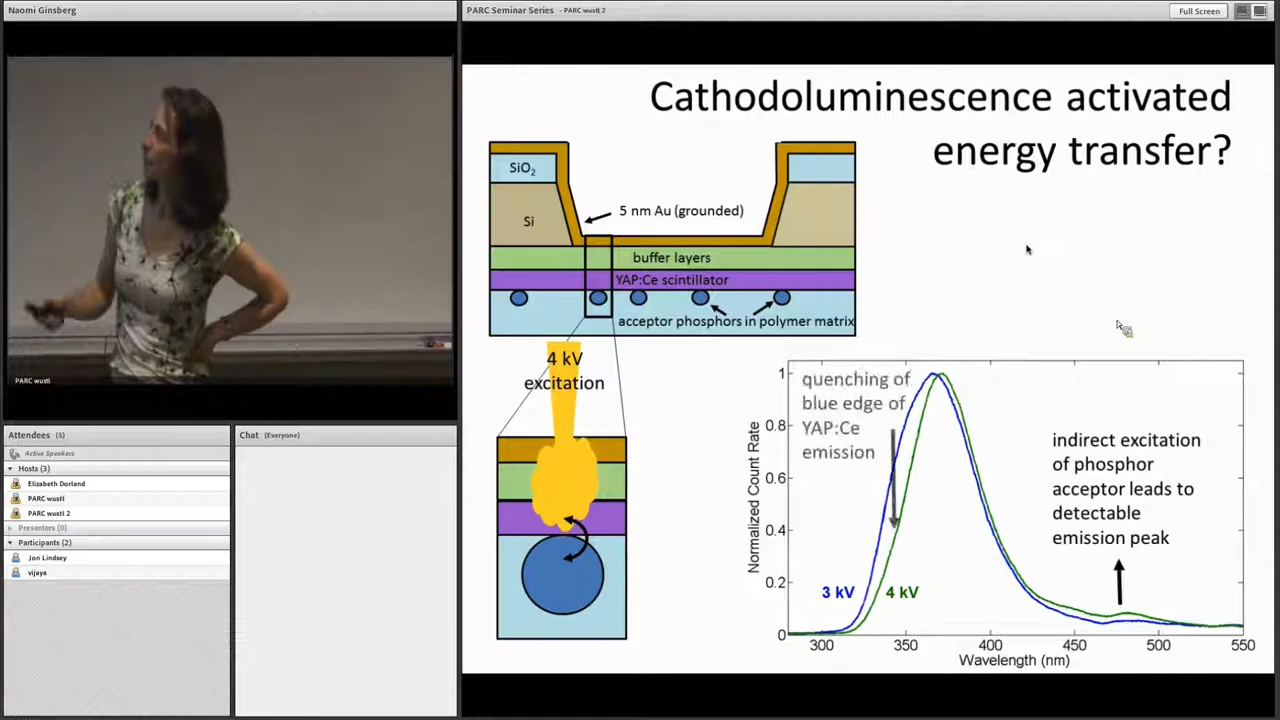 Naomi Ginsberg
PARC wustl
Attendees (5)
Active Speakers
Hosts (3)
Elizabeth Dorland
PARC wustl
PARC wustl 2
Presenters (0)
Participants (2)
Jon Lindsey
vijaya
Chat (Everyone)
PARC Seminar Series - PARC wustl 2
Full Screen
Cathodoluminescence activated
energy transfer?
SiO₂
Si
5 nm Au (grounded)
buffer layers
YAP:Ce scintillator
acceptor phosphors in polymer matrix
4 kV
excitation
quenching of
blue edge of
YAP:Ce
emission
indirect excitation
of phosphor
acceptor leads to
detectable
emission peak
3 kV
4 kV
Normalized Count Rate
1
0.8
0.6
0.4
0.2
0
300
350
400
450
500
550
Wavelength (nm)